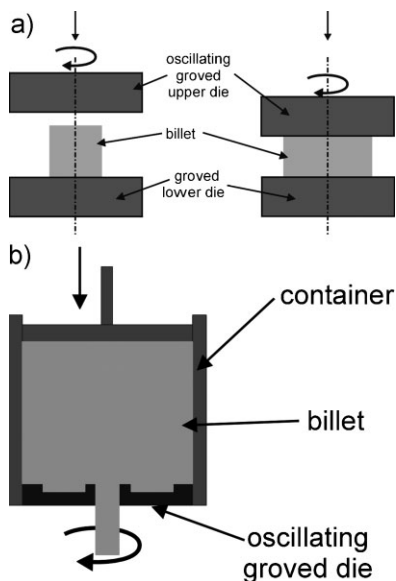 a)
oscillating
groved
upper die
billet
groved
lower die
b)
container
billet
oscillating
groved die